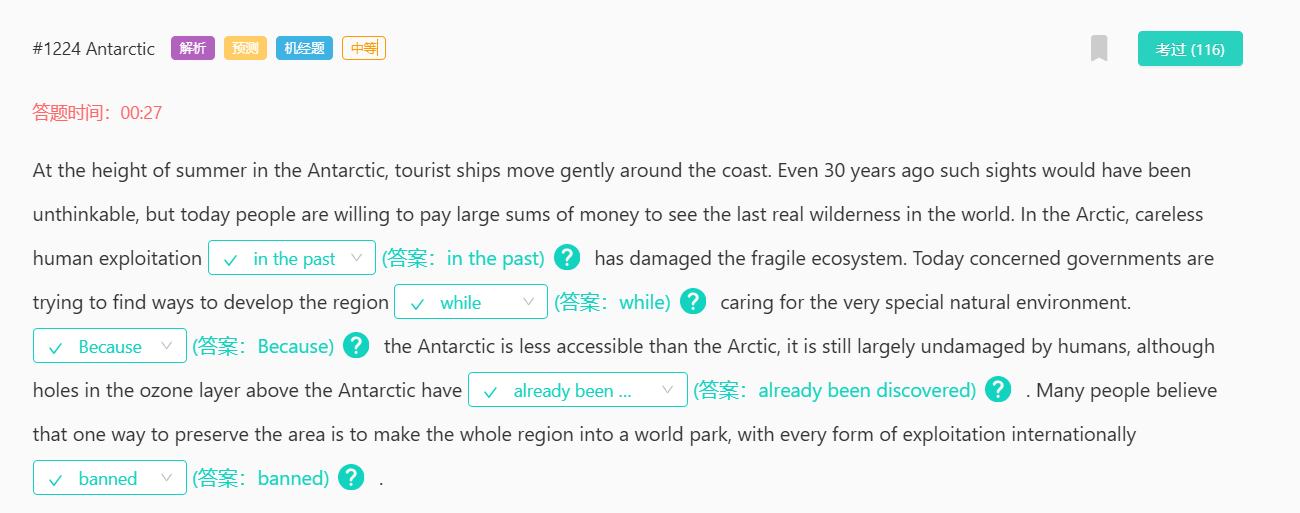 #1224 Antarctic 解析 预测 机经题 中等 考过 (116)
答题时间：00:27
At the height of summer in the Antarctic, tourist ships move gently around the coast. Even 30 years ago such sights would have been
unthinkable, but today people are willing to pay large sums of money to see the last real wilderness in the world. In the Arctic, careless
human exploitation in the past (答案：in the past) ? has damaged the fragile ecosystem. Today concerned governments are
trying to find ways to develop the region while (答案：while) ? caring for the very special natural environment.
Because (答案：Because) ? the Antarctic is less accessible than the Arctic, it is still largely undamaged by humans, although
holes in the ozone layer above the Antarctic have already been ... (答案：already been discovered) ? . Many people believe
that one way to preserve the area is to make the whole region into a world park, with every form of exploitation internationally
banned (答案：banned) ? .